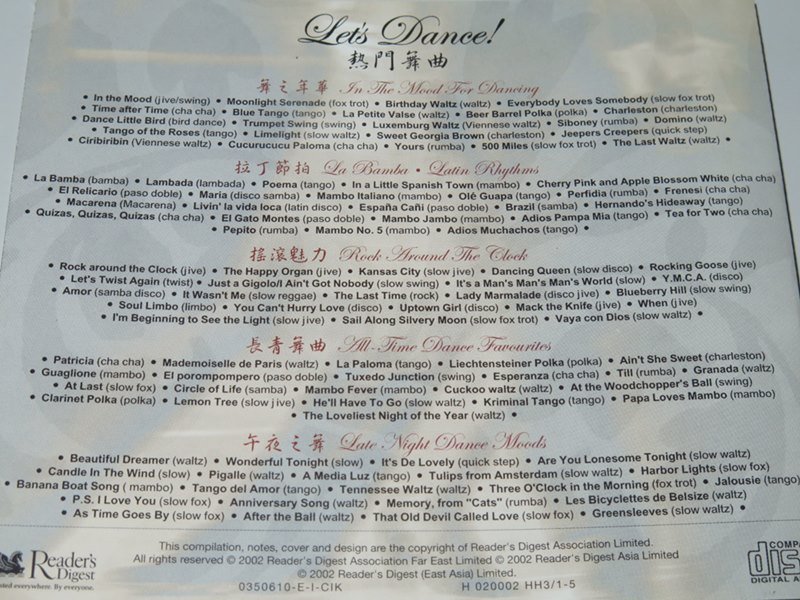 Let's Dance!
熱門舞曲
舞之年華 In The Mood For Dancing
• In the Mood (jive/swing) • Moonlight Serenade (fox trot) • Birthday Waltz (waltz) • Everybody Loves Somebody (slow fox trot)
• Time after Time (cha cha) • Blue Tango (tango) • La Petite Valse (waltz) • Beer Barrel Polka (polka) • Charleston (charleston)
• Dance Little Bird (bird dance) • Trumpet Swing (swing) • Luxemburg Waltz (Viennese waltz) • Siboney (rumba) • Domino (waltz)
• Tango of the Roses (tango) • Limelight (slow waltz) • Sweet Georgia Brown (charleston) • Jeepers Creepers (quick step)
• Ciribiribin (Viennese waltz) • Cucurucucu Paloma (cha cha) • Yours (rumba) • 500 Miles (slow fox trot) • The Last Waltz (waltz) •
拉丁節拍 La Bamba • Latin Rhythms
• La Bamba (bamba) • Lambada (lambada) • Poema (tango) • In a Little Spanish Town (mambo) • Cherry Pink and Apple Blossom White (cha cha)
• El Relicario (paso doble) • Maria (disco samba) • Mambo Italiano (mambo) • Olé Guapa (tango) • Perfidia (rumba) • Frenesi (cha cha)
• Macarena (Macarena) • Livin' la vida loca (latin disco) • España Cañi (paso doble) • Brazil (samba) • Hernando's Hideaway (tango)
• Quizas, Quizas, Quizas (cha cha) • El Gato Montes (paso doble) • Mambo Jambo (mambo) • Adios Pampa Mia (tango) • Tea for Two (cha cha)
• Pepito (rumba) • Mambo No. 5 (mambo) • Adios Muchachos (tango) •
搖滾魅力 Rock Around The Clock
• Rock around the Clock (jive) • The Happy Organ (jive) • Kansas City (slow jive) • Dancing Queen (slow disco) • Rocking Goose (jive)
• Let's Twist Again (twist) • Just a Gigolo/I Ain't Got Nobody (slow swing) • It's a Man's Man's Man's World (slow) • Y.M.C.A. (disco)
• Amor (samba disco) • It Wasn't Me (slow reggae) • The Last Time (rock) • Lady Marmalade (disco jive) • Blueberry Hill (slow swing)
• Soul Limbo (limbo) • You Can't Hurry Love (disco) • Uptown Girl (disco) • Mack the Knife (jive) • When (jive)
• I'm Beginning to See the Light (slow jive) • Sail Along Silvery Moon (slow fox trot) • Vaya con Dios (slow waltz) •
長青舞曲 All-Time Dance Favourites
• Patricia (cha cha) • Mademoiselle de Paris (waltz) • La Paloma (tango) • Liechtensteiner Polka (polka) • Ain't She Sweet (charleston)
• Guaglione (mambo) • El porompompero (paso doble) • Tuxedo Junction (swing) • Esperanza (cha cha) • Till (rumba) • Granada (waltz)
• At Last (slow fox) • Circle of Life (samba) • Mambo Fever (mambo) • Cuckoo waltz (waltz) • At the Woodchopper's Ball (swing)
• Clarinet Polka (polka) • Lemon Tree (slow jive) • He'll Have To Go (slow waltz) • Kriminal Tango (tango) • Papa Loves Mambo (mambo)
• The Loveliest Night of the Year (waltz) •
午夜之舞 Late Night Dance Moods
• Beautiful Dreamer (waltz) • Wonderful Tonight (slow) • It's De Lovely (quick step) • Are You Lonesome Tonight (slow waltz)
• Candle In The Wind (slow) • Pigalle (waltz) • A Media Luz (tango) • Tulips from Amsterdam (slow waltz) • Harbor Lights (slow fox)
• Banana Boat Song ( mambo) • Tango del Amor (tango) • Tennessee Waltz (waltz) • Three O'Clock in the Morning (fox trot) • Jalousie (tango)
• P.S. I Love You (slow fox) • Anniversary Song (waltz) • Memory, from "Cats" (rumba) • Les Bicyclettes de Belsize (waltz)
• As Time Goes By (slow fox) • After the Ball (waltz) • That Old Devil Called Love (slow fox) • Greensleeves (slow waltz) •
This compilation, notes, cover and design are the copyright of Reader's Digest Association Limited.
All rights reserved © 2002 Reader's Digest Association Far East Limited © 2002 Reader's Digest Asia Limited
© 2002 Reader's Digest (East Asia) Limited.
Reader's
Digest
trusted everywhere. By everyone.
0350610-E-I-CIK
H 020002 HH3/1-5
COMPA
disc
DIGITAL A